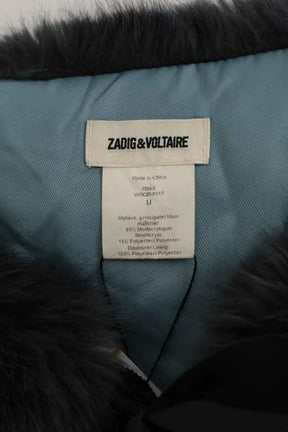 ZADIG&VOLTAIRE
Made in China
U
Matière principale/ Main
material:
85% Modacrylique/
Modacrylic
15% Polyester/ Polyester
Doublure/ Lining:
100% Polyester/ Polyester